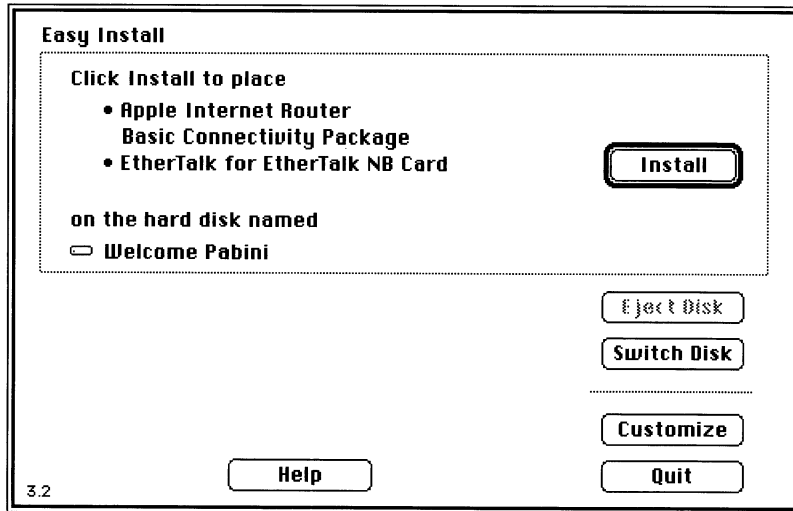 Easy Install
Click Install to place
• Apple Internet Router
Basic Connectivity Package
• EtherTalk for EtherTalk NB Card
Install
on the hard disk named
Welcome Pabini
Eject Disk
Switch Disk
Customize
Help
Quit
3.2